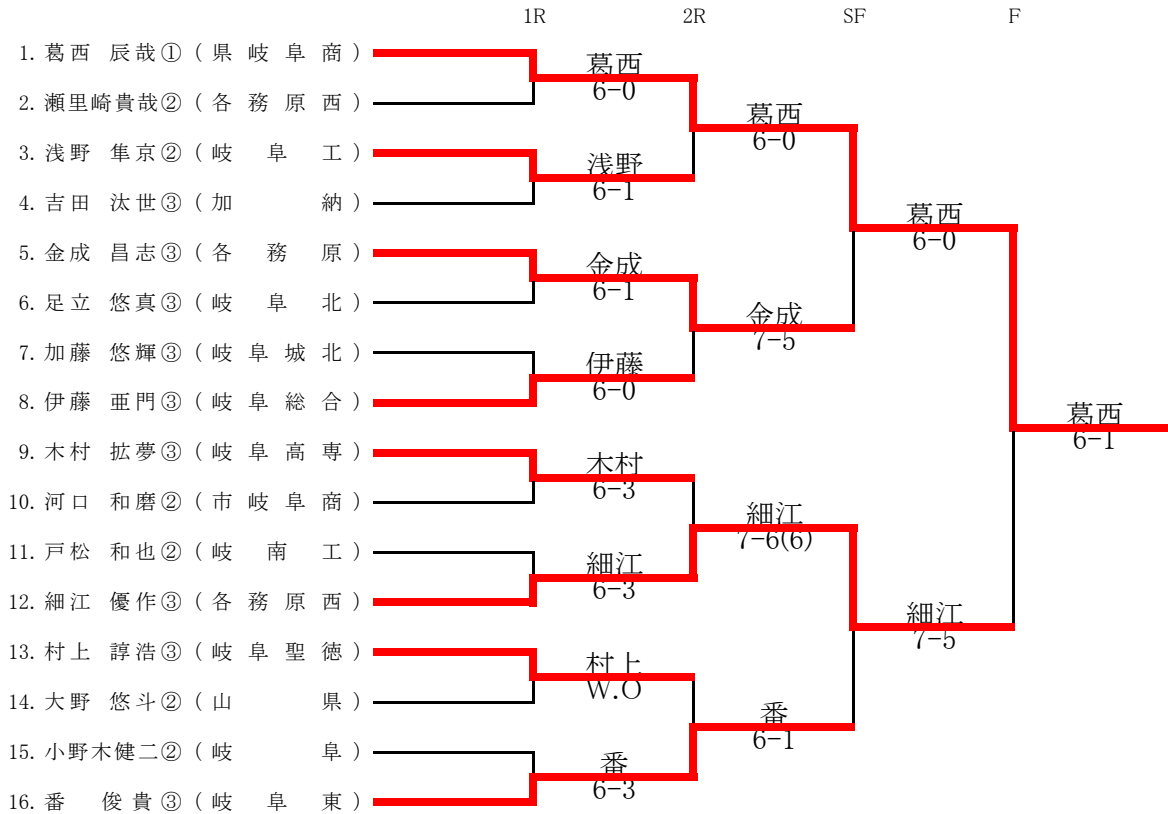 1R 2R SF F
1. 葛西 辰哉① ( 県 岐 阜 商 )
葛西
6-0
2. 瀬里崎貴哉② ( 各 務 原 西 )
葛西
6-0
3. 浅野 隼京② ( 岐 阜 工 )
浅野
6-1
4. 吉田 汰世③ ( 加 納 )
葛西
6-0
5. 金成 昌志③ ( 各 務 原 )
金成
6-1
6. 足立 悠真③ ( 岐 阜 北 )
金成
7-5
7. 加藤 悠輝③ ( 岐 阜 城 北 )
伊藤
6-0
8. 伊藤 亜門③ ( 岐 阜 総 合 )
葛西
6-1
9. 木村 拡夢③ ( 岐 阜 高 専 )
木村
6-3
10. 河口 和磨② ( 市 岐 阜 商 )
細江
7-6(6)
11. 戸松 和也② ( 岐 南 工 )
細江
6-3
12. 細江 優作③ ( 各 務 原 西 )
細江
7-5
13. 村上 諄浩③ ( 岐 阜 聖 徳 )
村上
W.O
14. 大野 悠斗② ( 山 県 )
番
6-1
15. 小野木健二② ( 岐 阜 )
番
6-3
16. 番 俊貴③ ( 岐 阜 東 )